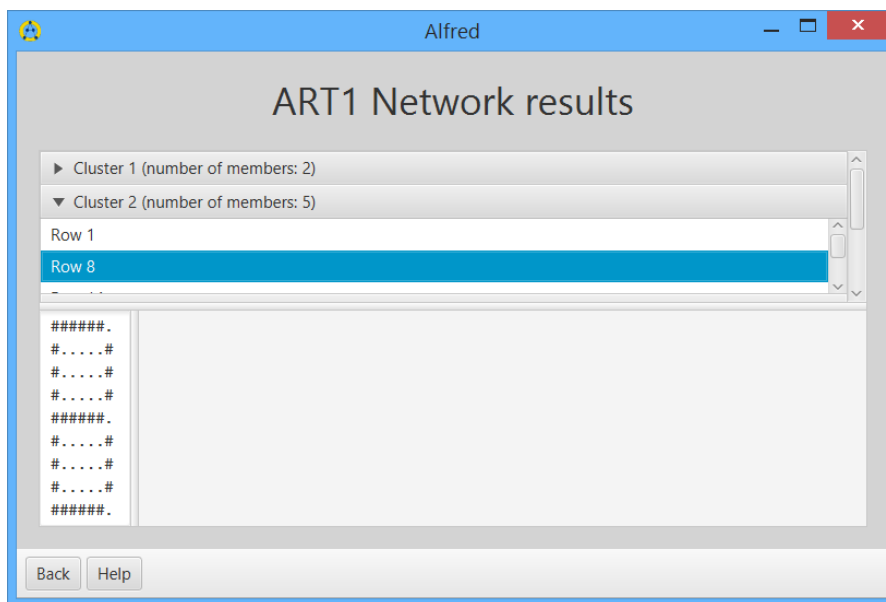 Alfred
ART1 Network results
Cluster 1 (number of members: 2)
Cluster 2 (number of members: 5)
Row 1
Row 8
######.
#.....#
#.....#
#.....#
######.
#.....#
#.....#
#.....#
######.
Back Help